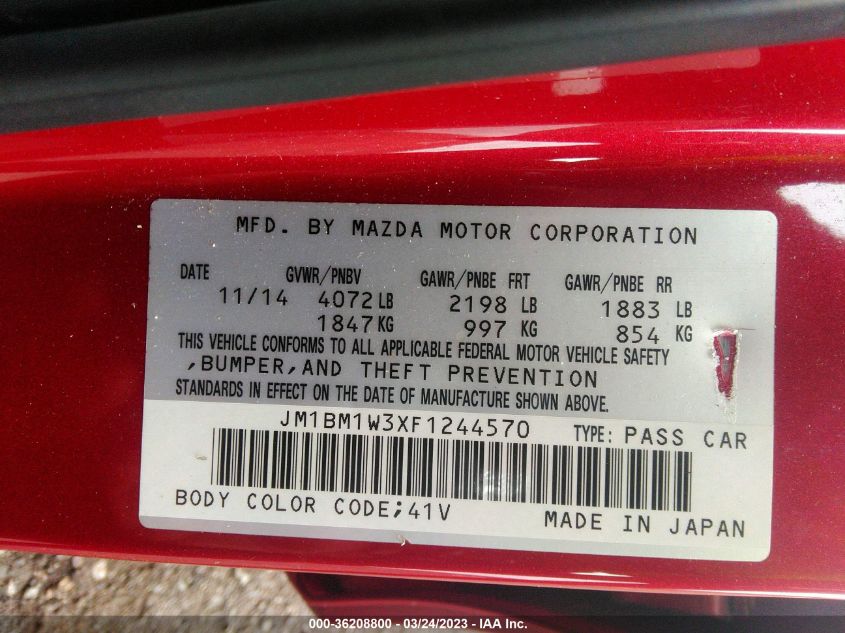 MFD. BY MAZDA MOTOR CORPORATION
DATE GVWR/PNBV GAWR/PNBE FRT GAWR/PNBE RR
11/14 4072 LB 2198 LB 1883 LB
1847 KG 997 KG 854 KG
THIS VEHICLE CONFORMS TO ALL APPLICABLE FEDERAL MOTOR VEHICLE SAFETY
,BUMPER,AND THEFT PREVENTION
STANDARDS IN EFFECT ON THE DATE OF MANUFACTURE SHOWN ABOVE.
JM1BM1W3XF1244570 TYPE: PASS CAR
BODY COLOR CODE;41V
MADE IN JAPAN
000-36208800 - 03/24/2023 - © IAA Inc.